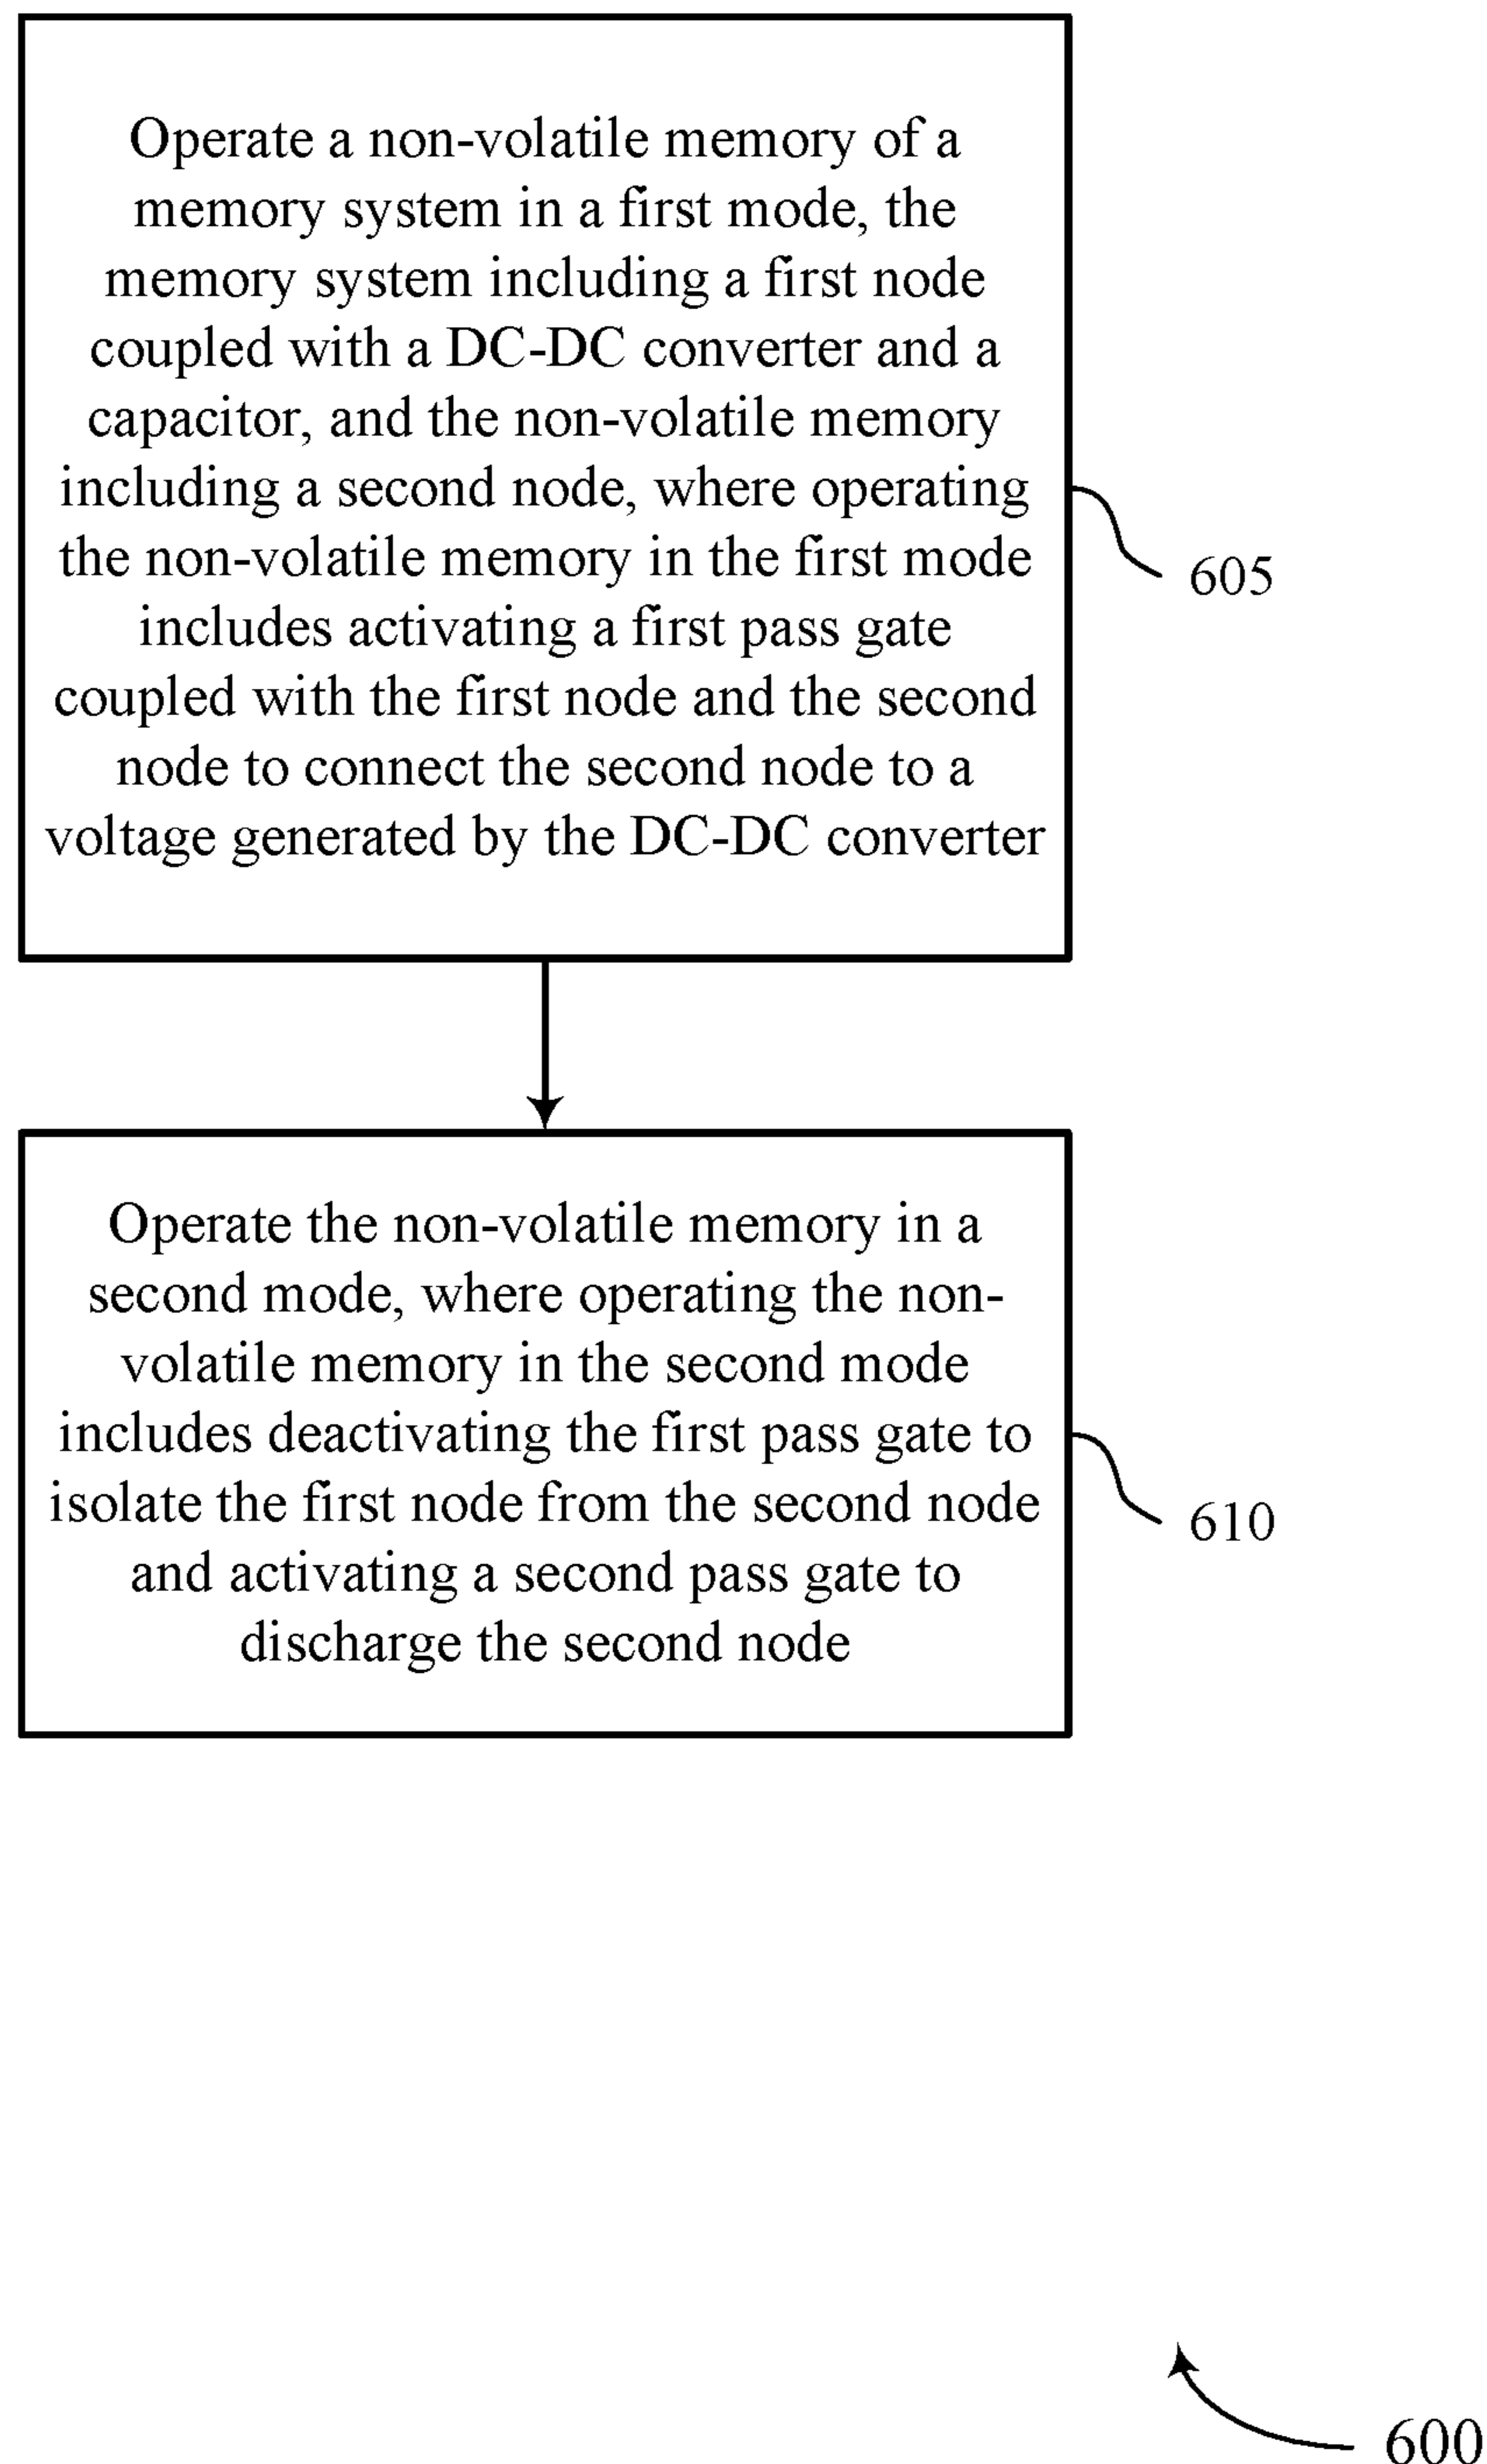 Operate a non-volatile memory of a
memory system in a first mode, the
memory system including a first node
coupled with a DC-DC converter and a
capacitor, and the non-volatile memory
including a second node, where operating
the non-volatile memory in the first mode
includes activating a first pass gate
coupled with the first node and the second
node to connect the second node to a
voltage generated by the DC-DC converter
605
Operate the non-volatile memory in a
second mode, where operating the non-
volatile memory in the second mode
includes deactivating the first pass gate to
isolate the first node from the second node
and activating a second pass gate to
discharge the second node
610
600